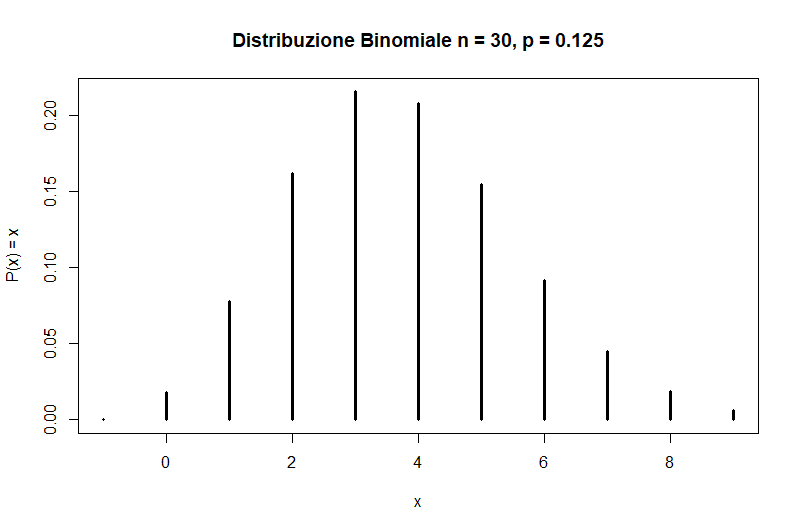 Distribuzione Binomiale n = 30, p = 0.125
P(x) = x
0.20
0.15
0.10
0.05
0.00
0 2 4 6 8
x